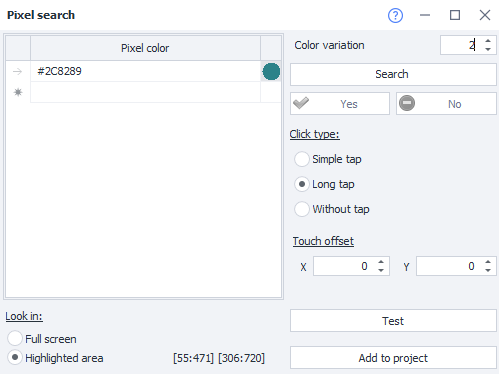 Pixel search
Pixel color
#2C8289
Color variation 2
Search
Yes No
Click type:
Simple tap
Long tap
Without tap
Touch offset
X 0 Y 0
Look in:
Full screen
Highlighted area [55:471] [306:720]
Test
Add to project